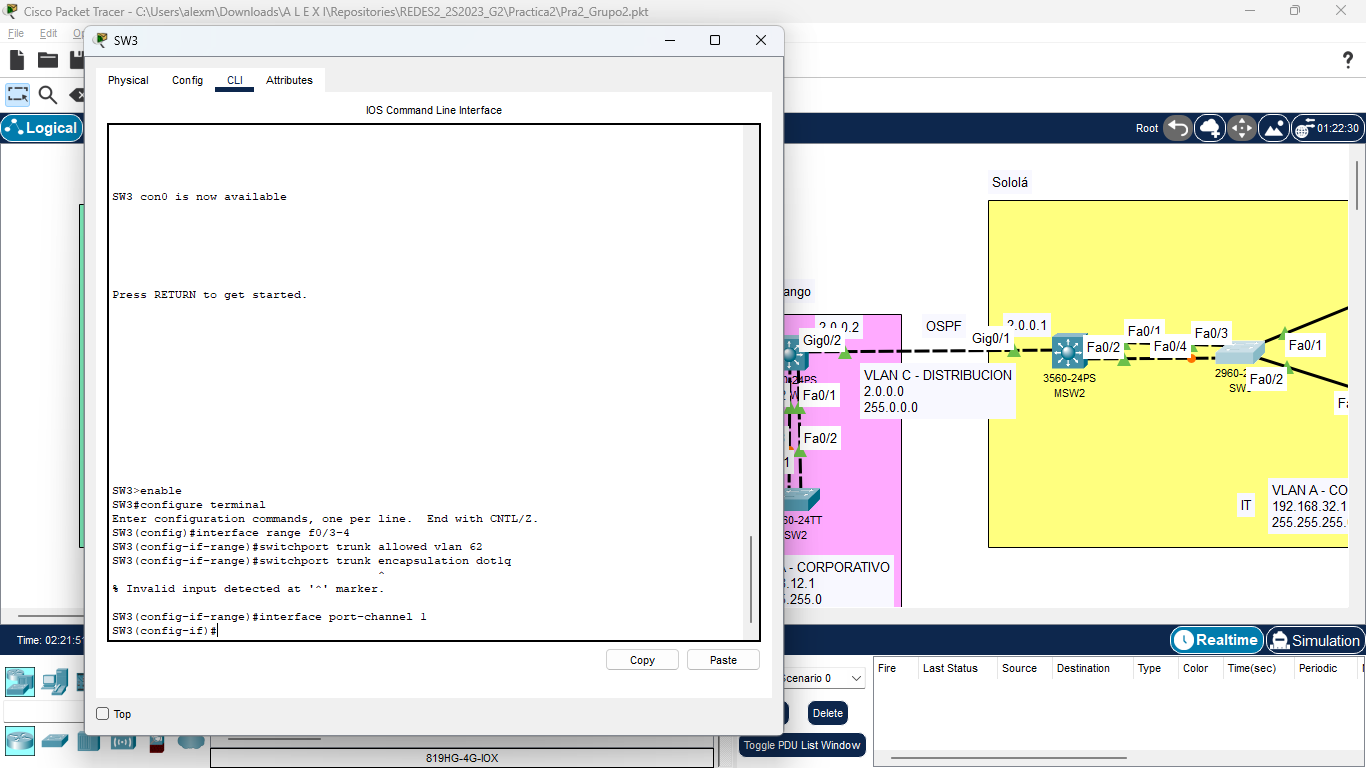 Cisco Packet Tracer - C:\Users\alexm\Downloads\A L E X I\Repositories\REDES2_2S2023_G2\Practica2\Pra2_Grupo2.pkt
File Edit
SW3
Physical Config CLI Attributes
IOS Command Line Interface
SW3 con0 is now available
Press RETURN to get started.
SW3>enable
SW3#configure terminal
Enter configuration commands, one per line. End with CNTL/Z.
SW3(config)#interface range f0/3-4
SW3(config-if-range)#switchport trunk allowed vlan 62
SW3(config-if-range)#switchport trunk encapsulation dot1q
^
% Invalid input detected at '^' marker.
SW3(config-if-range)#interface port-channel 1
SW3(config-if)#
Copy Paste
Top
?
Logical
Root
01:22:30
Sololá
ango
2.0.0.2
OSPF
2.0.0.1
Gig0/2
Gig0/1
Fa0/1
Fa0/3
Fa0/2
Fa0/4
Fa0/1
3560-24PS
MSW2
2960-2
SW
Fa0/2
24PS
VLAN C - DISTRIBUCION
2.0.0.0
255.0.0.0
Fa0/1
Fa0/2
1
60-24TT
SW2
- CORPORATIVO
.12.1
.255.0
IT
VLAN A - CO
192.168.32.1
255.255.255.
Time: 02:21:5
Realtime Simulation
Scenario 0
Fire Last Status Source Destination Type Color Time(sec) Periodic
Delete
Toggle PDU List Window
819HG-4G-IOX